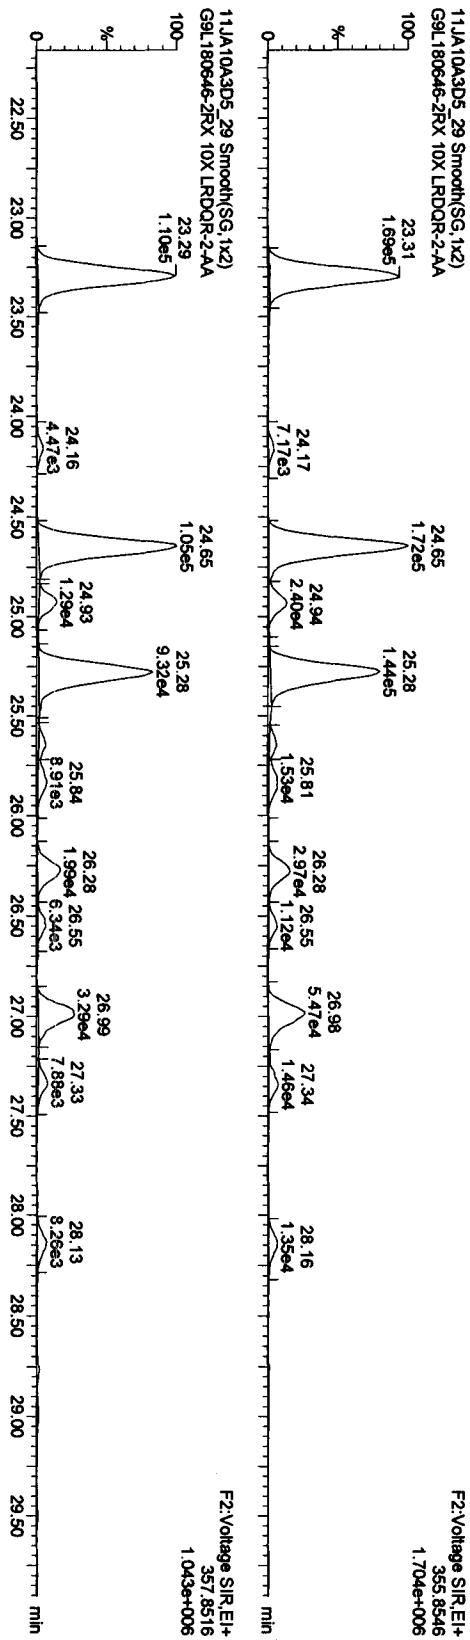 11JA10A3D5_29 Smooth(SG,1x2)
G9L180646-2RX 10X LRDQR-2-AA
F2:Voltage SIR,EI+
355.8546
1.704e+006
100
%
0
23.31
1.69e5
24.17
7.17e3
24.65
1.72e5
24.94
2.40e4
25.28
1.44e5
25.81
1.53e4
26.28
2.97e4
26.55
1.12e4
26.98
5.47e4
27.34
1.46e4
28.16
1.35e4
min
11JA10A3D5_29 Smooth(SG,1x2)
G9L180646-2RX 10X LRDQR-2-AA
F2:Voltage SIR,EI+
357.8516
1.043e+006
100
%
0
23.29
1.10e5
24.16
4.47e3
24.65
1.05e5
24.93
1.29e4
25.28
9.32e4
25.84
8.91e3
26.28
1.99e4
26.55
6.34e3
26.99
3.29e4
27.33
7.88e3
28.13
8.26e3
min
22.50 23.00 23.50 24.00 24.50 25.00 25.50 26.00 26.50 27.00 27.50 28.00 28.50 29.00 29.50